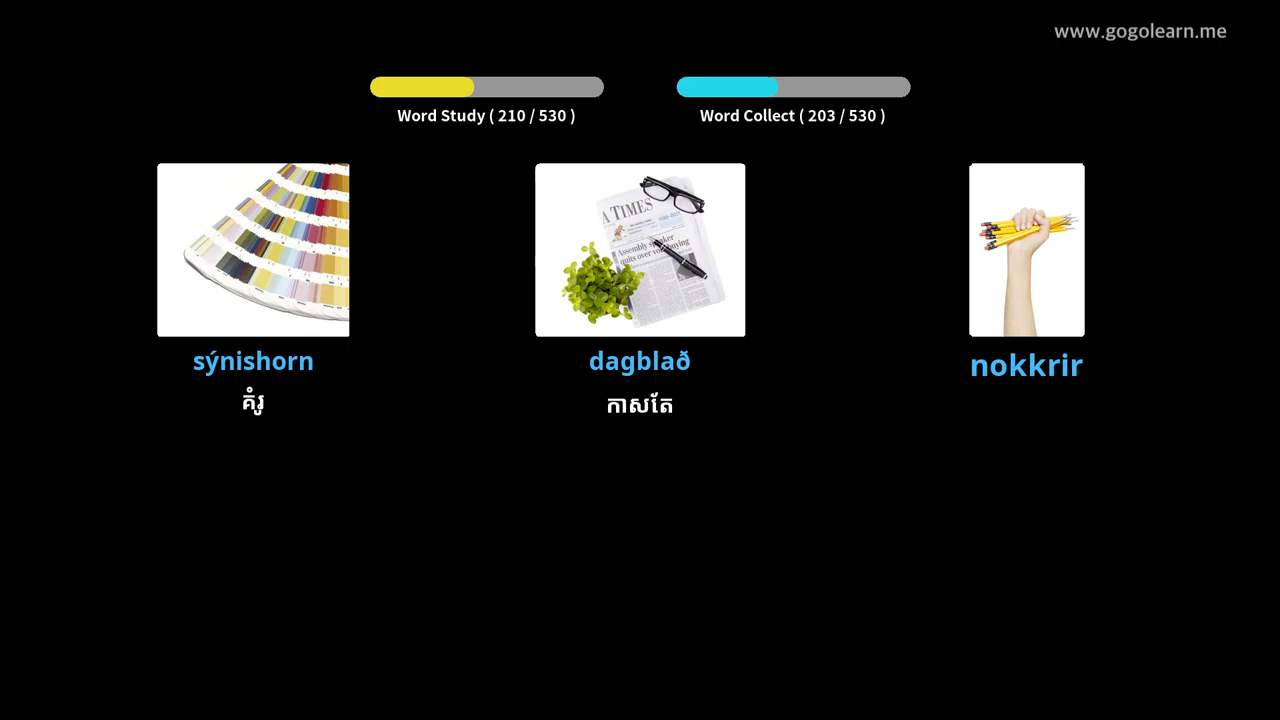 www.gogolearn.me
Word Study ( 210 / 530 )
Word Collect ( 203 / 530 )
A TIMES
sýnishorn
dagblað
nokkrir
គំរូ
កាសតែ